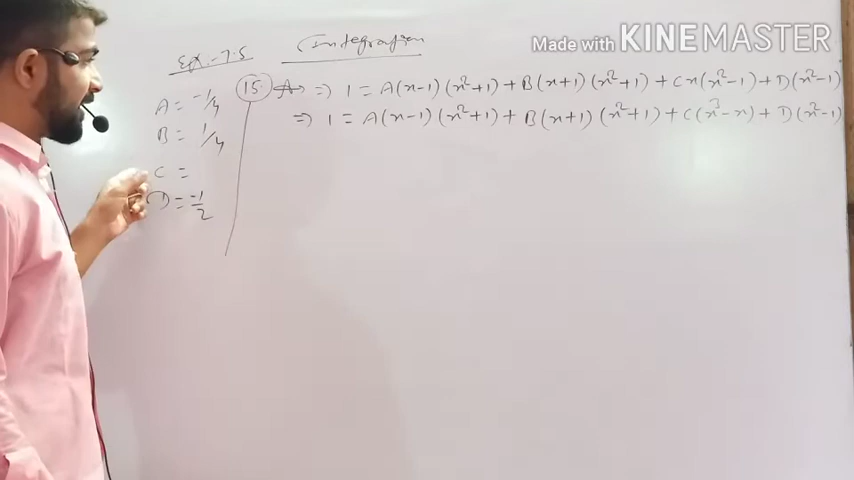 Made with KINEMASTER
Ex.-7.5 Integration
A = -1/4
B = 1/4
C =
D = -1/2
15. A ⇒ 1 = A(x-1)(x²+1)+B(x+1)(x²+1)+Cx(x²-1)+D(x²-1)
⇒ 1 = A(x-1)(x²+1)+B(x+1)(x²+1)+C(x³-x)+D(x²-1)